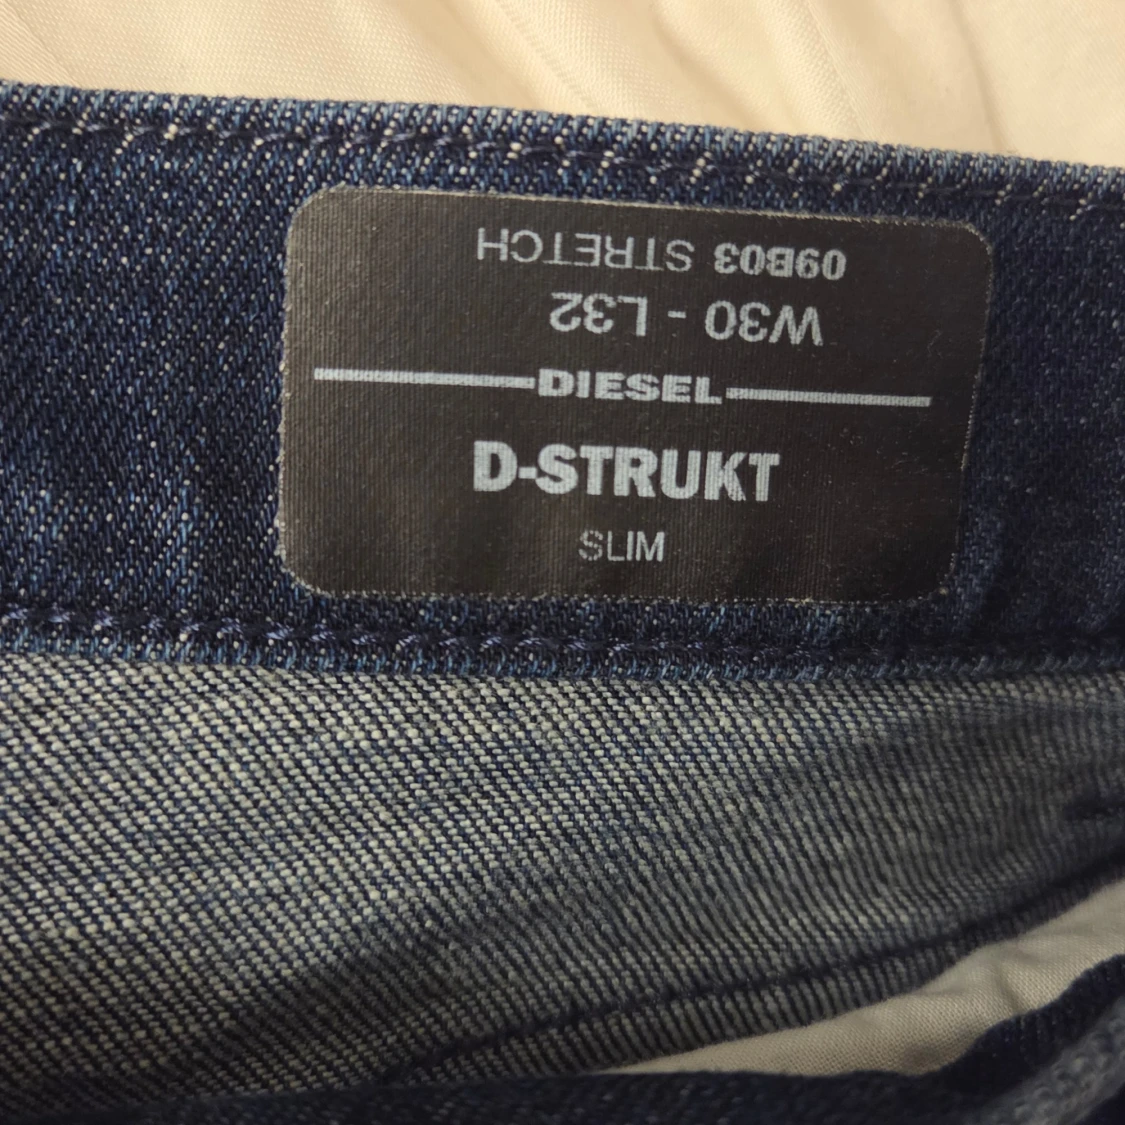 09B03 STRETCH
W30 - L32
DIESEL
D-STRUKT
SLIM